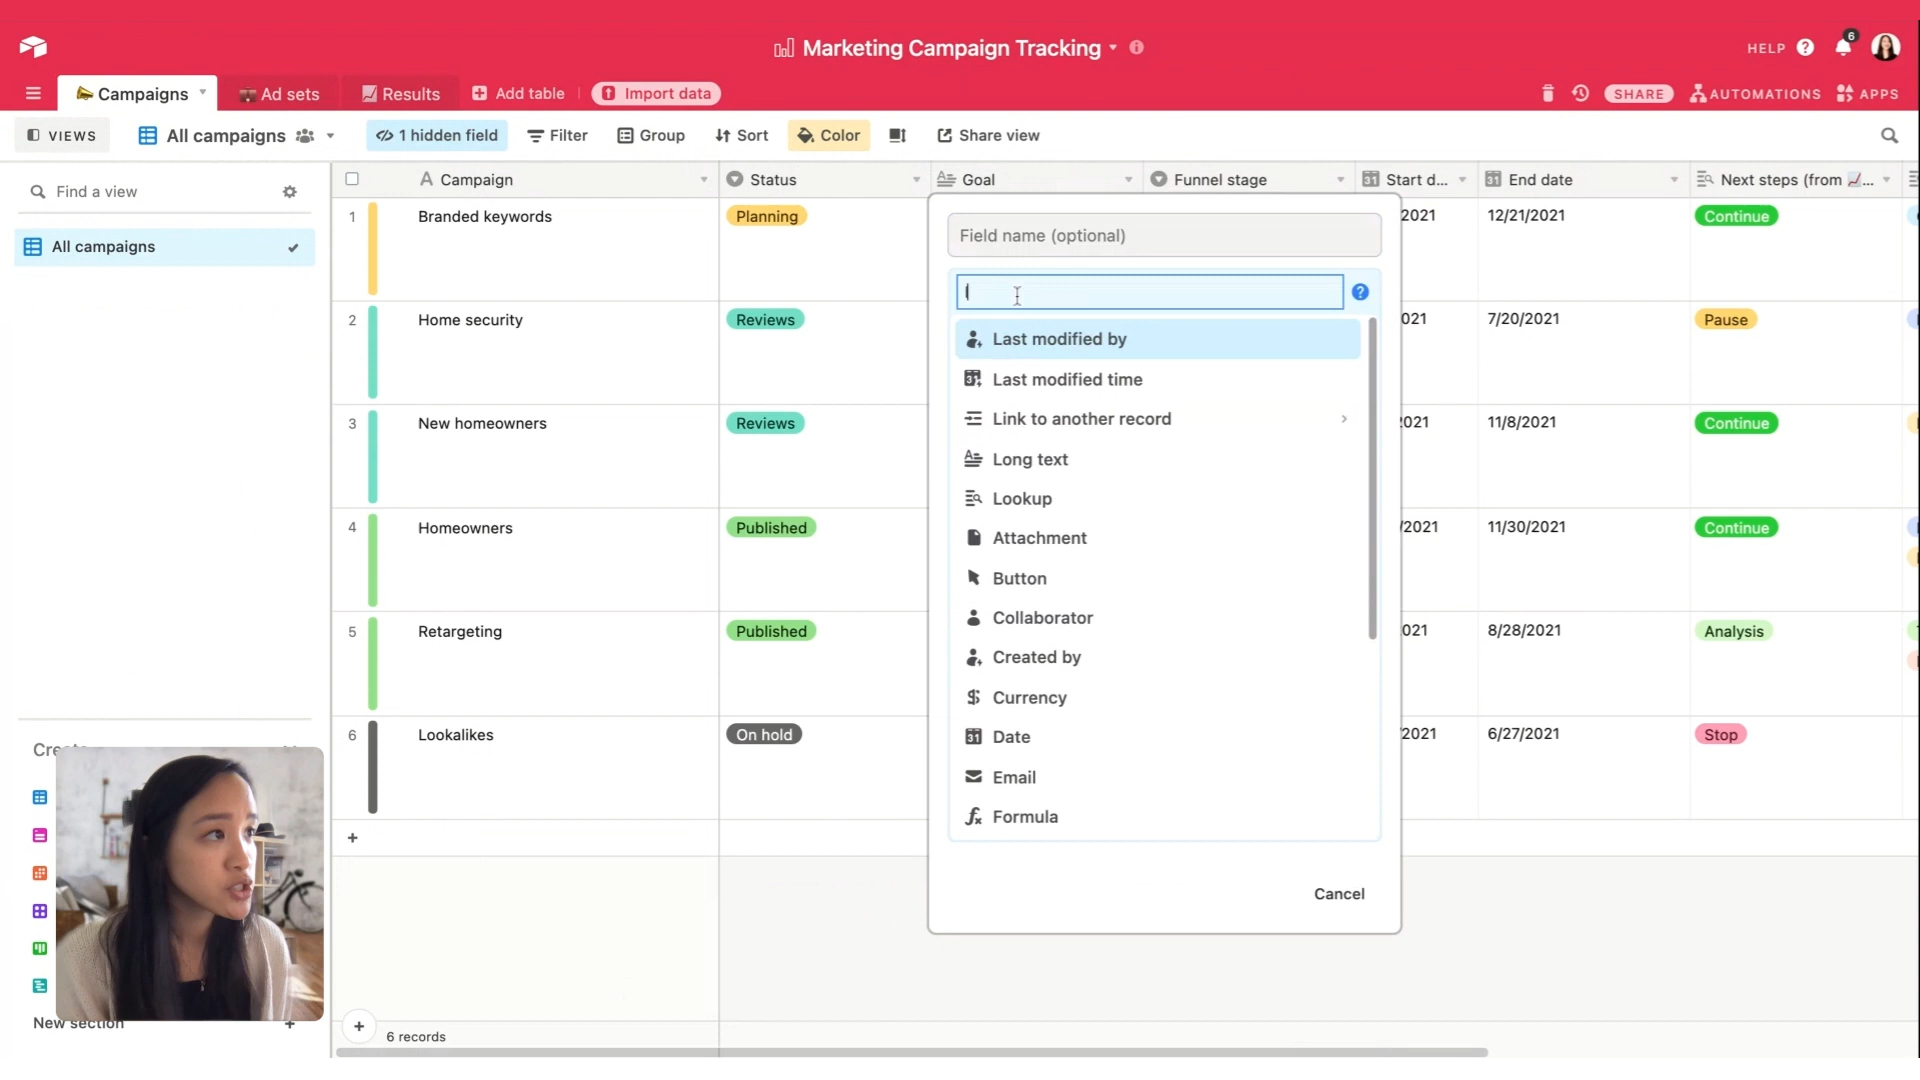 Marketing Campaign Tracking
HELP
6
Campaigns
Ad sets
Results
Add table
Import data
SHARE
AUTOMATIONS
APPS
VIEWS
All campaigns
1 hidden field
Filter
Group
Sort
Color
Share view
Find a view
All campaigns
Campaign
Status
Goal
Funnel stage
Start d...
End date
Next steps (from 📈...
1
Branded keywords
Planning
2021
12/21/2021
Continue
2
Home security
Reviews
021
7/20/2021
Pause
3
New homeowners
Reviews
2021
11/8/2021
Continue
4
Homeowners
Published
/2021
11/30/2021
Continue
5
Retargeting
Published
021
8/28/2021
Analysis
6
Lookalikes
On hold
/2021
6/27/2021
Stop
Field name (optional)
l
Last modified by
Last modified time
Link to another record
Long text
Lookup
Attachment
Button
Collaborator
Created by
Currency
Date
Email
Formula
Cancel
New section
6 records